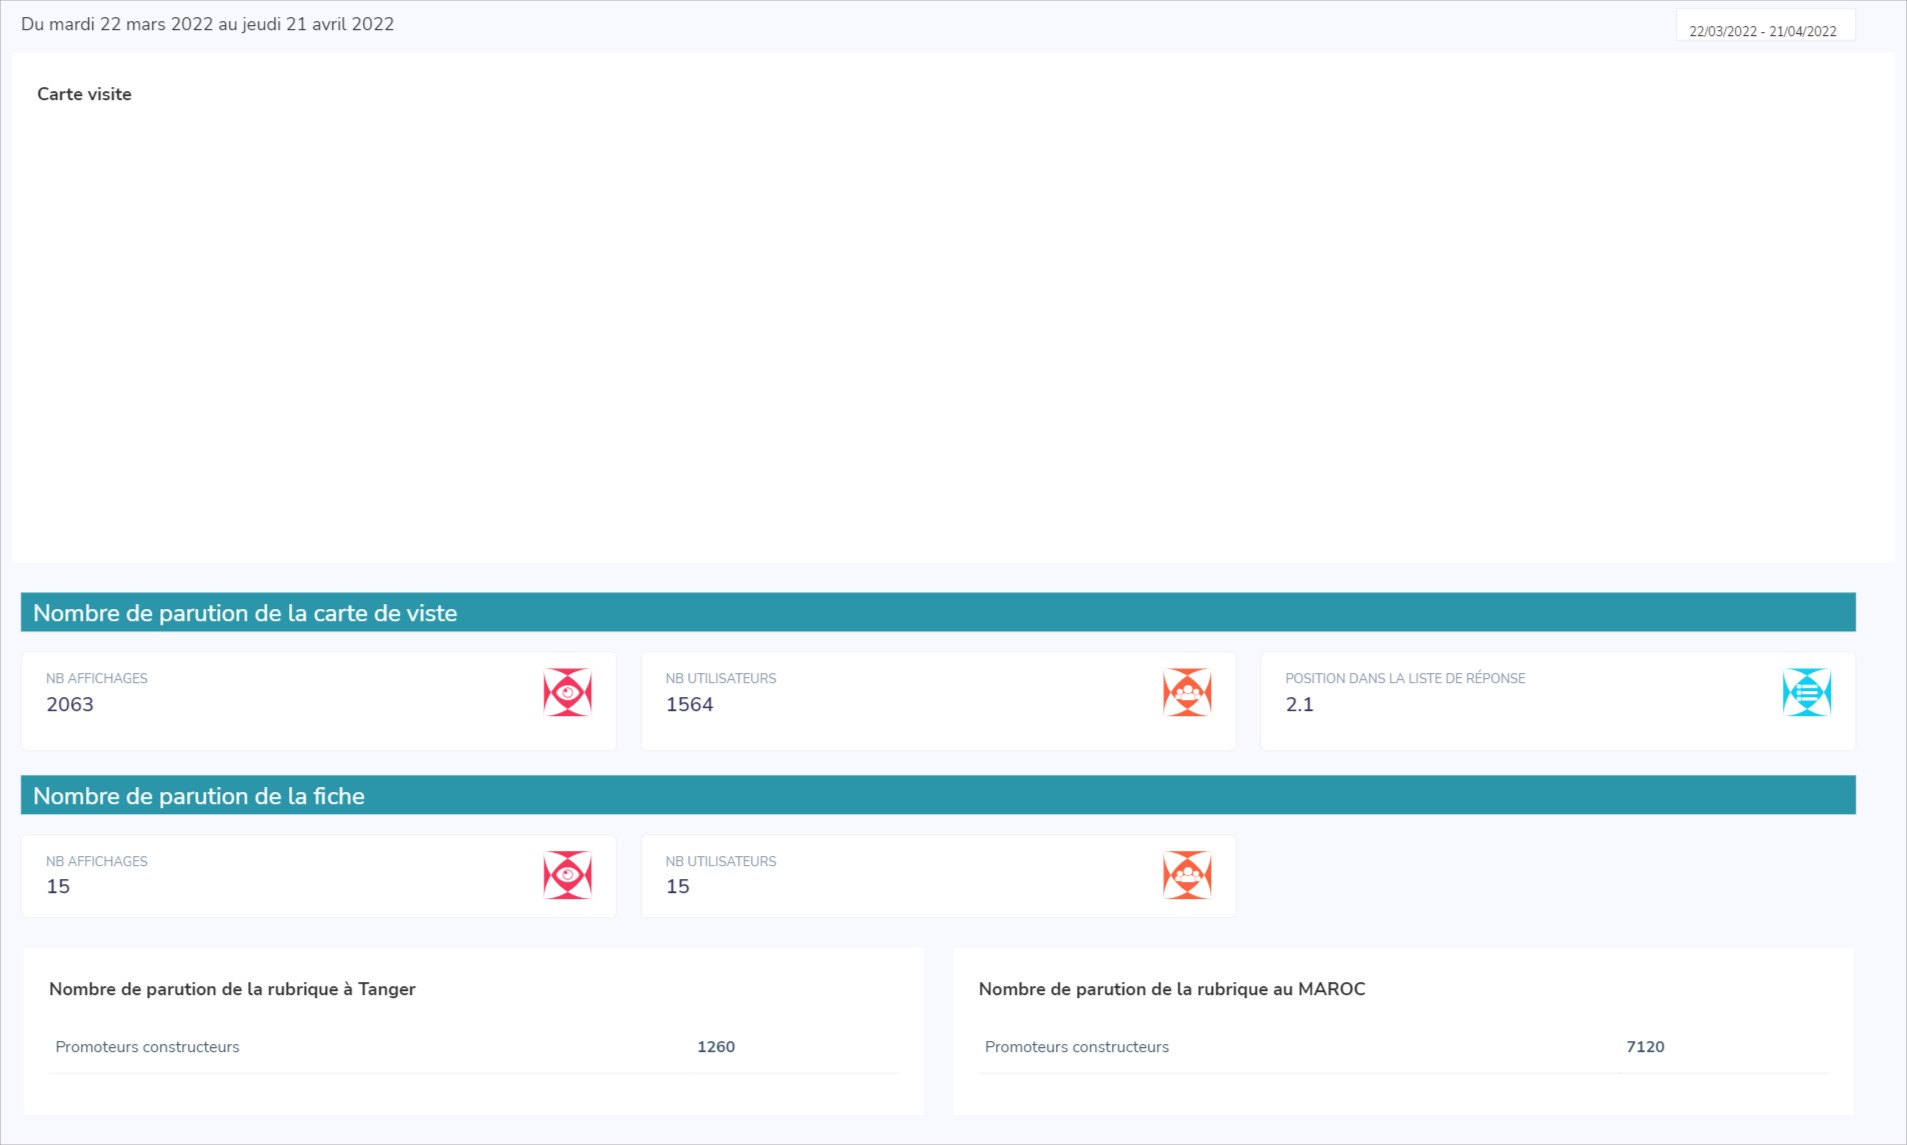 Du mardi 22 mars 2022 au jeudi 21 avril 2022
22/03/2022 - 21/04/2022
Carte visite
Nombre de parution de la carte de viste
NB AFFICHAGES
2063
NB UTILISATEURS
1564
POSITION DANS LA LISTE DE RÉPONSE
2.1
Nombre de parution de la fiche
NB AFFICHAGES
15
NB UTILISATEURS
15
Nombre de parution de la rubrique à Tanger
Promoteurs constructeurs 1260
Nombre de parution de la rubrique au MAROC
Promoteurs constructeurs 7120